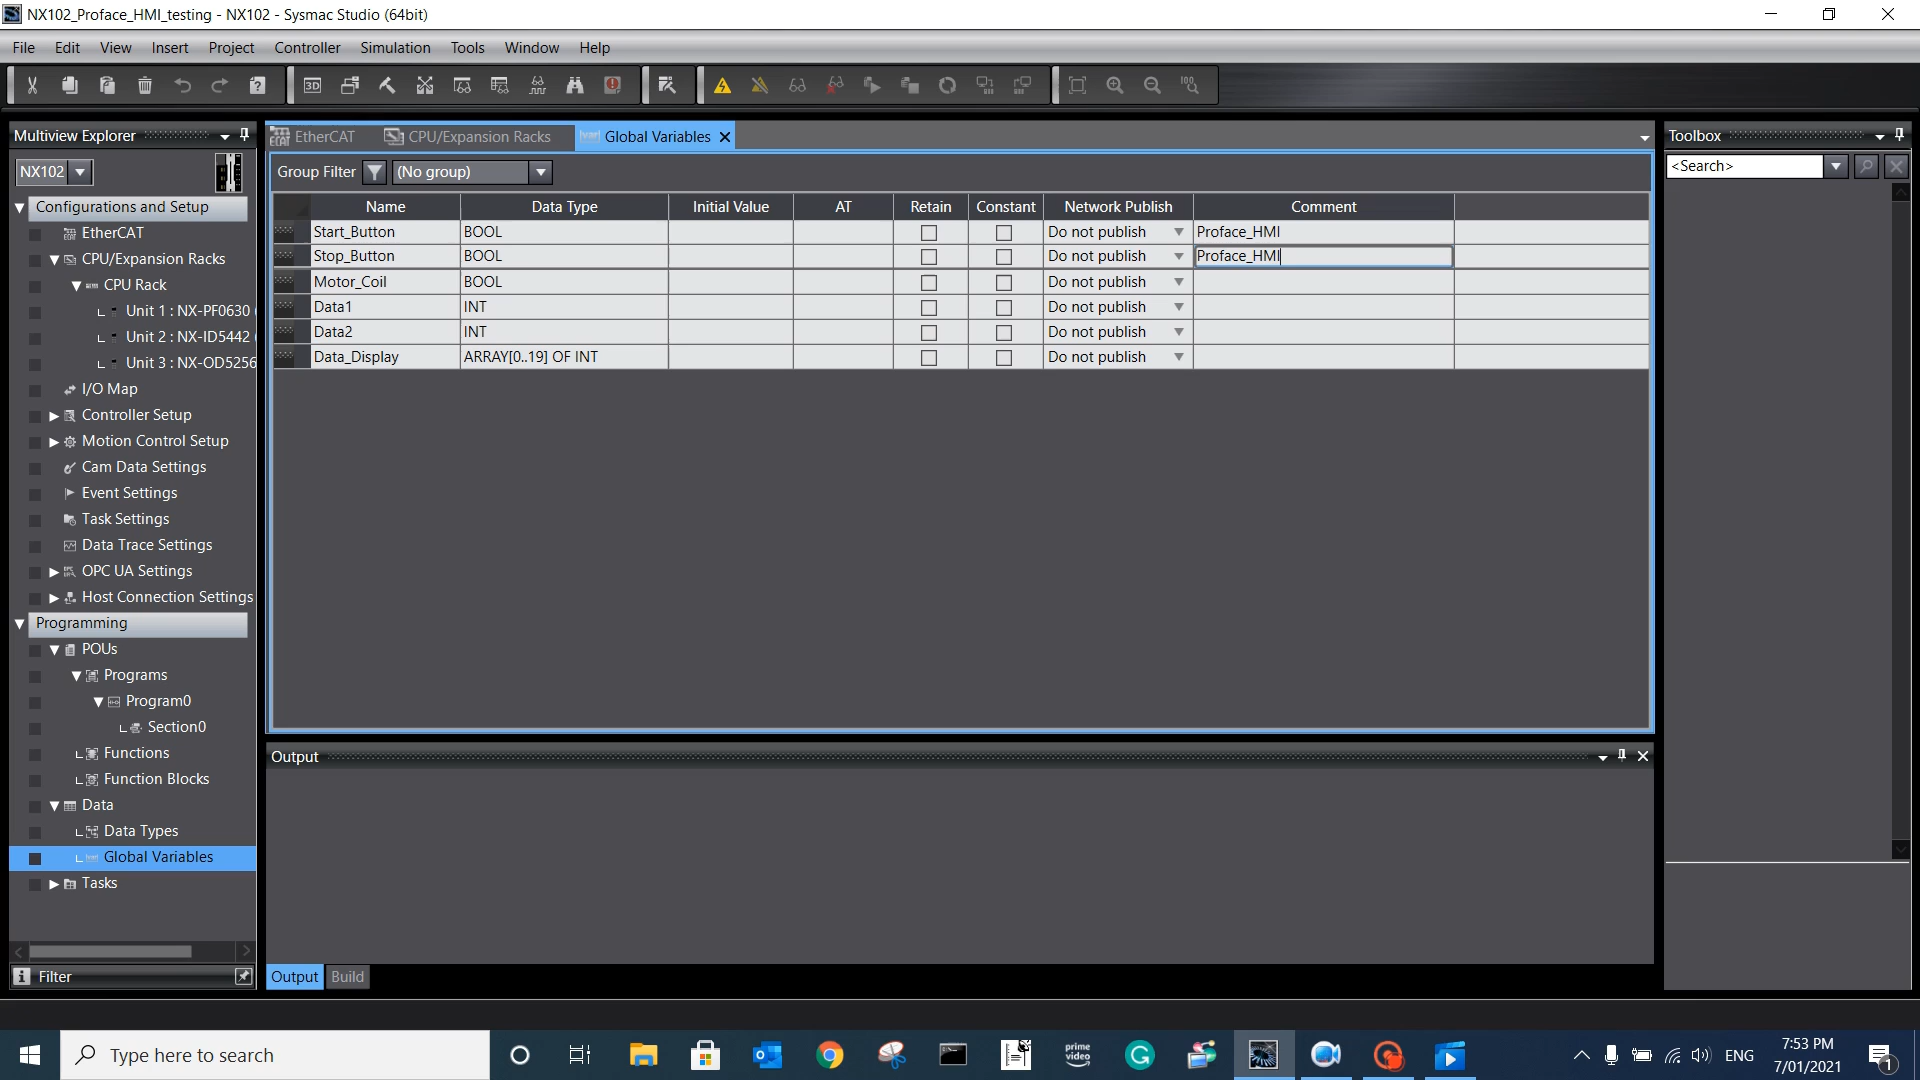 NX102_Proface_HMI_testing - NX102 - Sysmac Studio (64bit)
File Edit View Insert Project Controller Simulation Tools Window Help
Multiview Explorer
NX102
Configurations and Setup
EtherCAT
CPU/Expansion Racks
CPU Rack
Unit 1 : NX-PF0630 (
Unit 2 : NX-ID5442 (
Unit 3 : NX-OD5256
I/O Map
Controller Setup
Motion Control Setup
Cam Data Settings
Event Settings
Task Settings
Data Trace Settings
OPC UA Settings
Host Connection Settings
Programming
POUs
Programs
Program0
Section0
Functions
Function Blocks
Data
Data Types
Global Variables
Tasks
Filter
EtherCAT CPU/Expansion Racks Global Variables
Group Filter (No group)
Name Data Type Initial Value AT Retain Constant Network Publish Comment
Start_Button BOOL Do not publish Proface_HMI
Stop_Button BOOL Do not publish Proface_HMI
Motor_Coil BOOL Do not publish
Data1 INT Do not publish
Data2 INT Do not publish
Data_Display ARRAY[0..19] OF INT Do not publish
Output
Output Build
Toolbox
<Search>
Type here to search
prime video
ENG
7:53 PM
7/01/2021
1